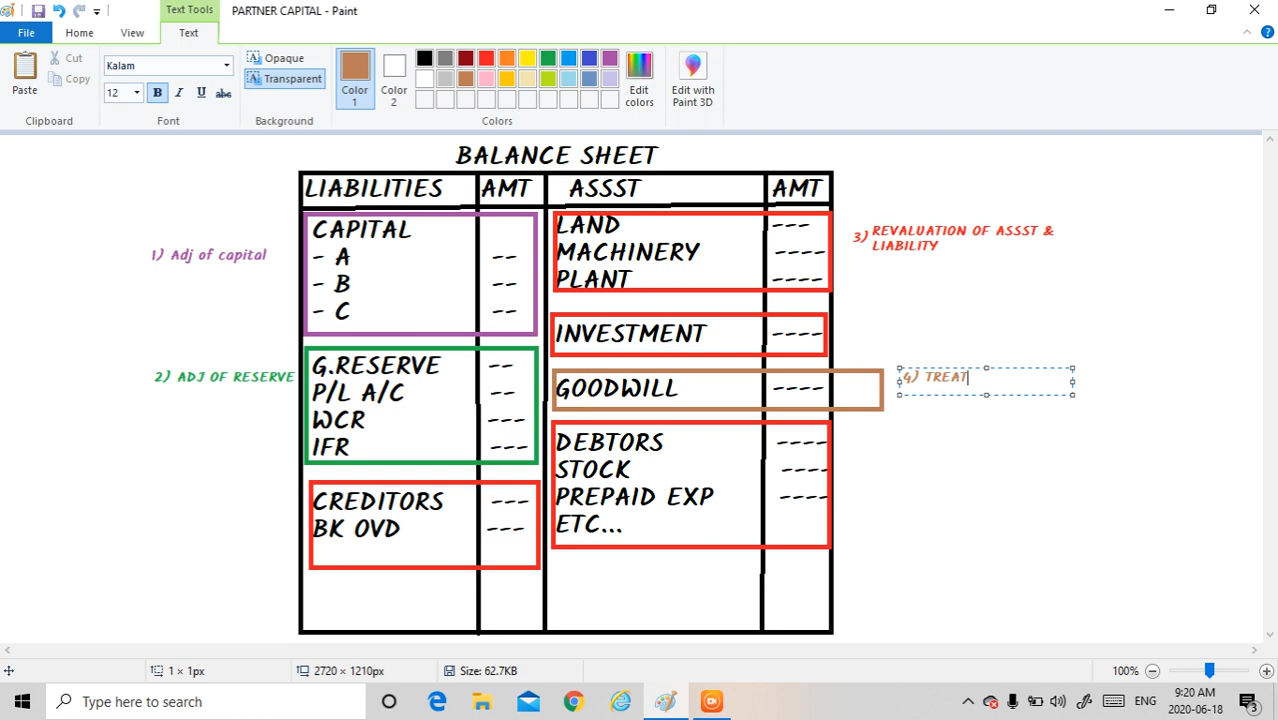 Text Tools
PARTNER CAPITAL - Paint
File
Home
View
Text
Paste
Cut
Copy
Clipboard
Kalam
12
B
I
U
abc
Font
Opaque
Transparent
Background
Color
1
Color
2
Colors
Edit
colors
Edit with
Paint 3D
BALANCE SHEET
LIABILITIES
AMT
ASSST
AMT
CAPITAL
- A --
- B --
- C --
1) Adj of capital
G.RESERVE --
P/L A/C --
WCR ---
IFR ---
2) ADJ OF RESERVE
CREDITORS ---
BK OVD ---
LAND ---
MACHINERY ----
PLANT ----
3) REVALUATION OF ASSST &
LIABILITY
INVESTMENT ----
GOODWILL ----
4) TREAT
DEBTORS ----
STOCK ----
PREPAID EXP ----
ETC...
1 × 1px
2720 × 1210px
Size: 62.7KB
100%
Type here to search
ENG
9:20 AM
2020-06-18
3